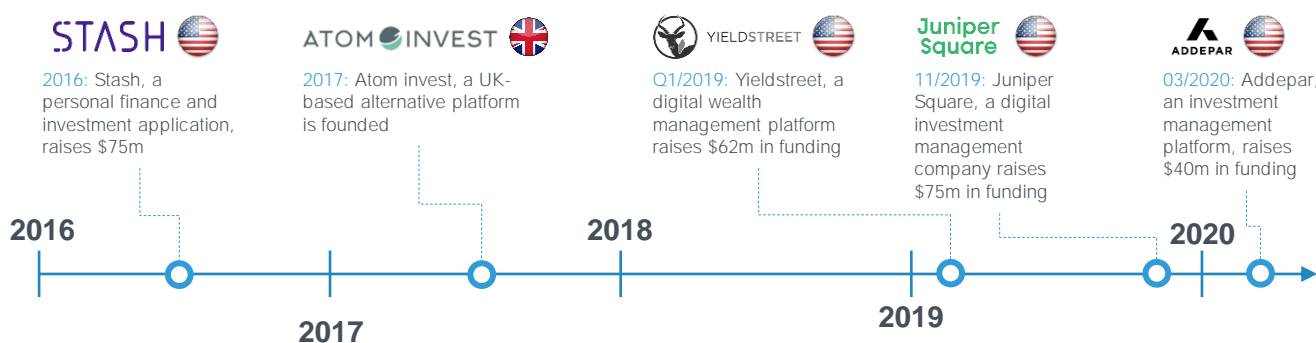 STASH
2016: Stash, a
personal finance and
investment application,
raises $75m
ATOM INVEST
2017: Atom invest, a UK-
based alternative platform
is founded
YIELDSTREET
Q1/2019: Yieldstreet, a
digital wealth
management platform
raises $62m in funding
Juniper
Square
11/2019: Juniper
Square, a digital
investment
management
company raises
$75m in funding
ADDEPAR
03/2020: Addepar,
an investment
management
platform, raises
$40m in funding
2016
2017
2018
2019
2020